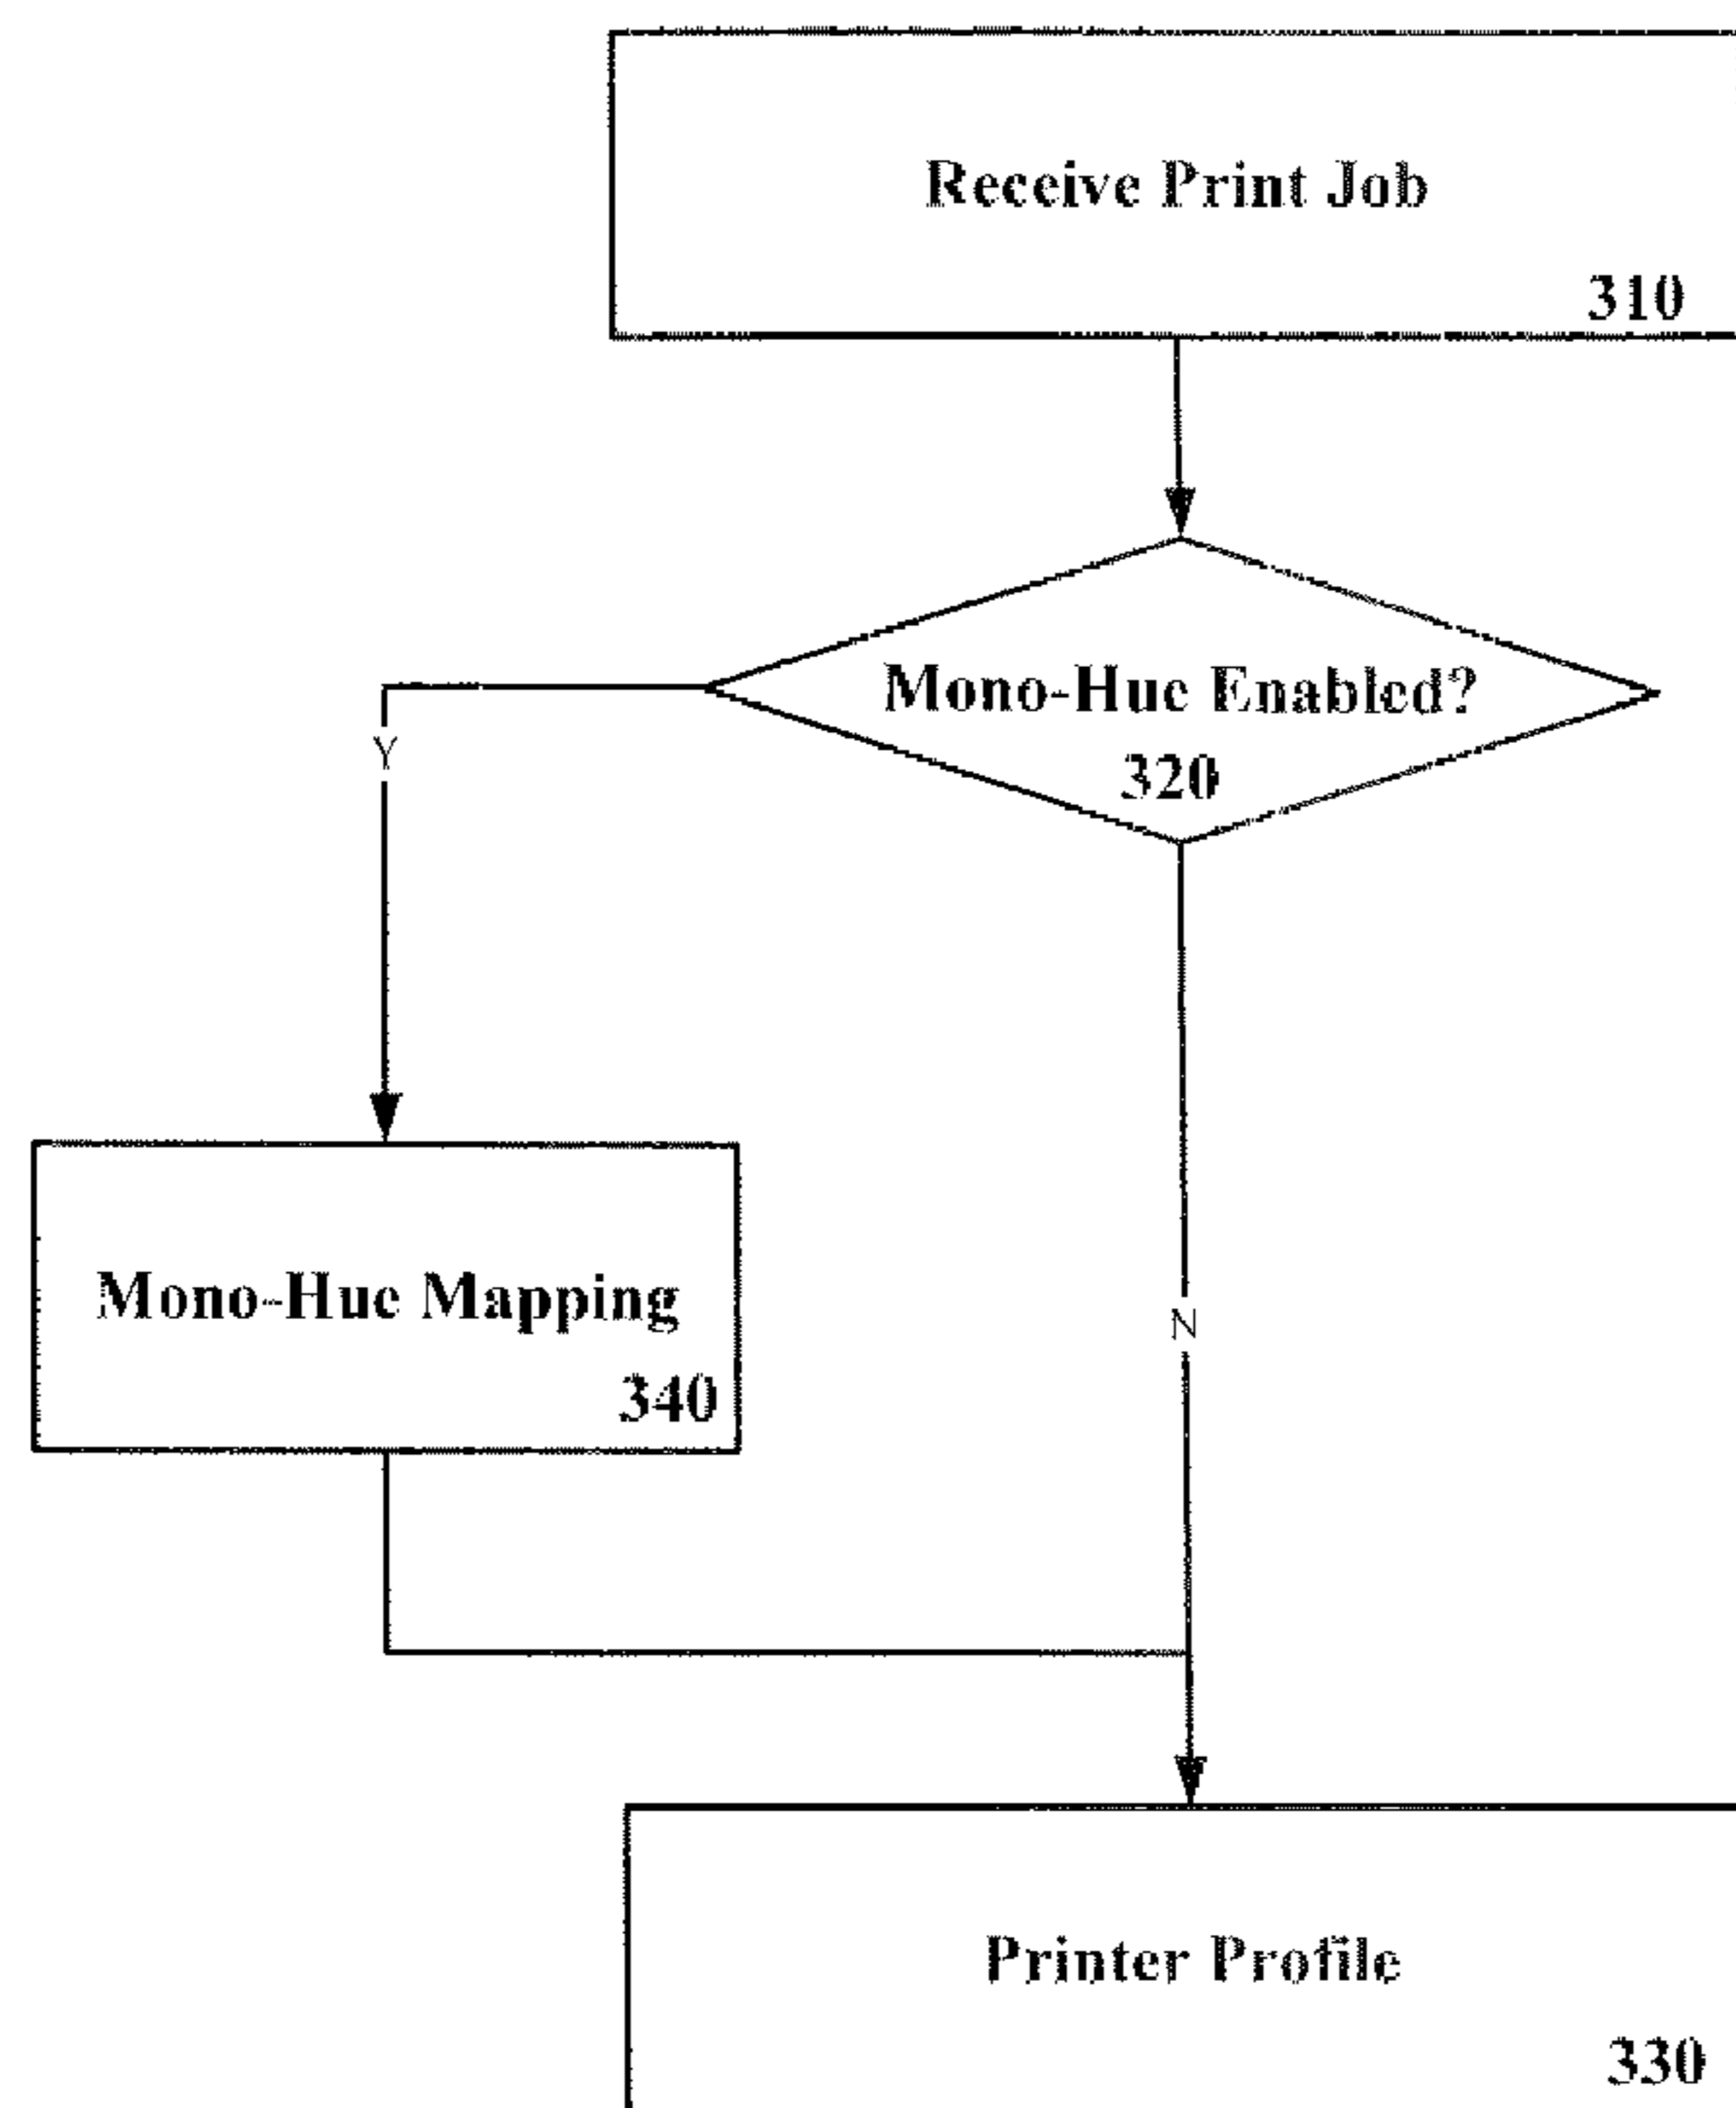 Receive Print Job
310
Mono-Hue Enabled?
320
Y
Mono-Hue Mapping
340
N
Printer Profile
330